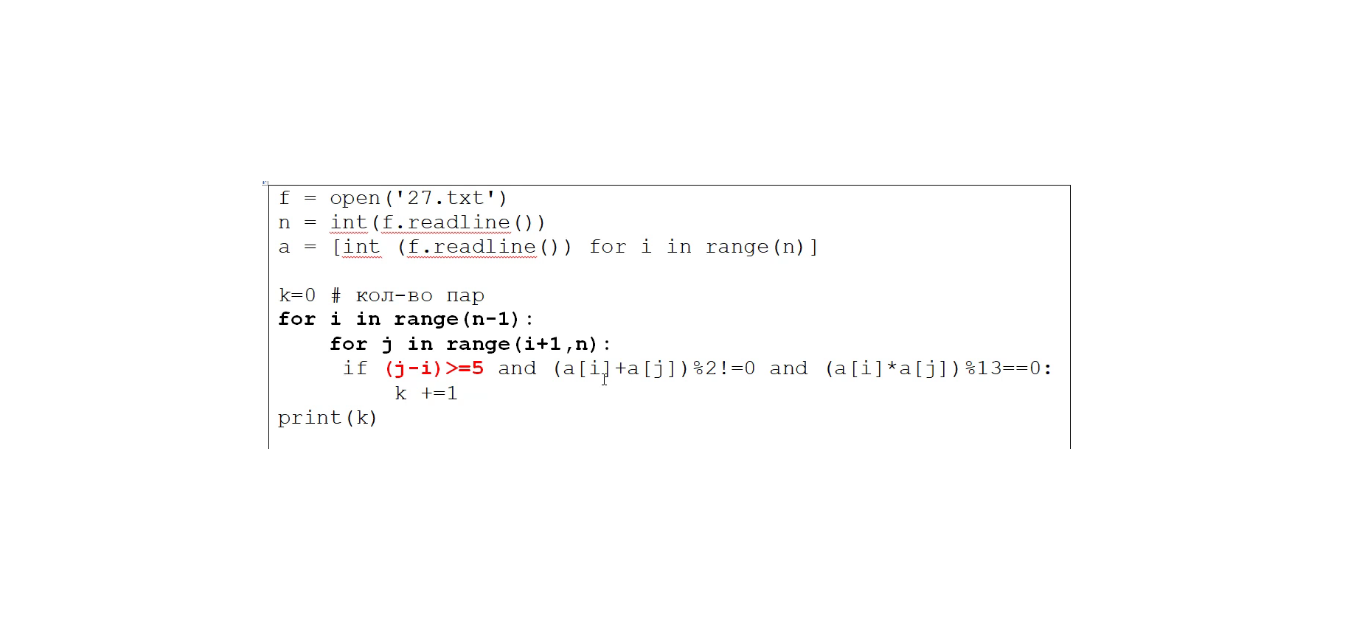 f = open('27.txt')
n = int(f.readline())
a = [int (f.readline()) for i in range(n)]
k=0 # кол-во пар
for i in range(n-1):
for j in range(i+1,n):
if (j-i)>=5 and (a[i]+a[j])%2!=0 and (a[i]*a[j])%13==0:
k +=1
print(k)